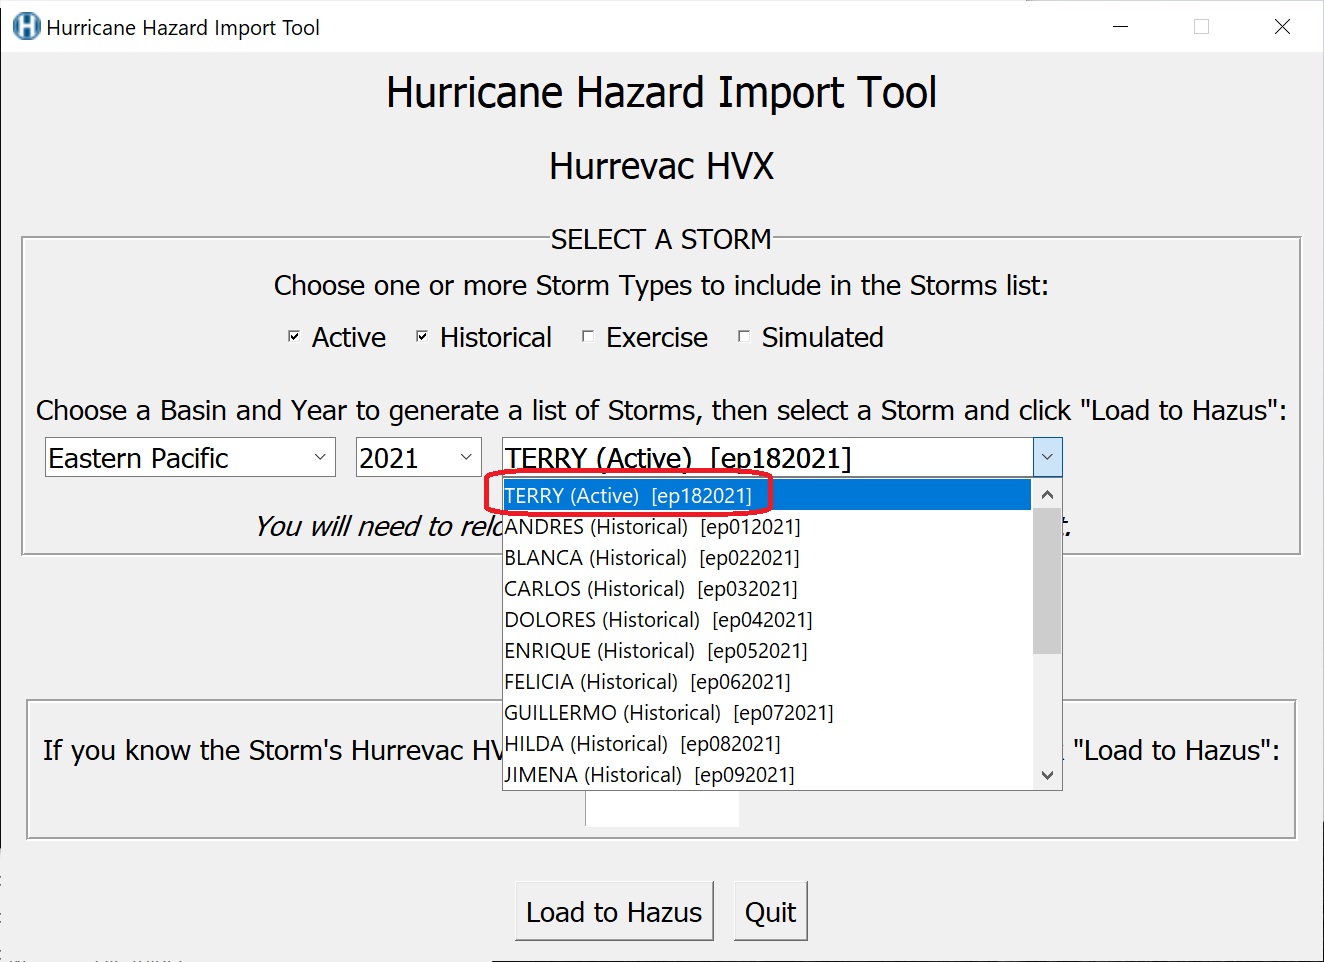 Hurricane Hazard Import Tool
Hurricane Hazard Import Tool
Hurrevac HVX
SELECT A STORM
Choose one or more Storm Types to include in the Storms list:
Active Historical Exercise Simulated
Choose a Basin and Year to generate a list of Storms, then select a Storm and click "Load to Hazus":
Eastern Pacific 2021 TERRY (Active) [ep182021]
TERRY (Active) [ep182021]
You will need to
ANDRES (Historical) [ep012021]
BLANCA (Historical) [ep022021]
CARLOS (Historical) [ep032021]
DOLORES (Historical) [ep042021]
ENRIQUE (Historical) [ep052021]
FELICIA (Historical) [ep062021]
GUILLERMO (Historical) [ep072021]
HILDA (Historical) [ep082021]
If you know the Storm's Hurrevac "Load to Hazus":
JIMENA (Historical) [ep092021]
Load to Hazus Quit